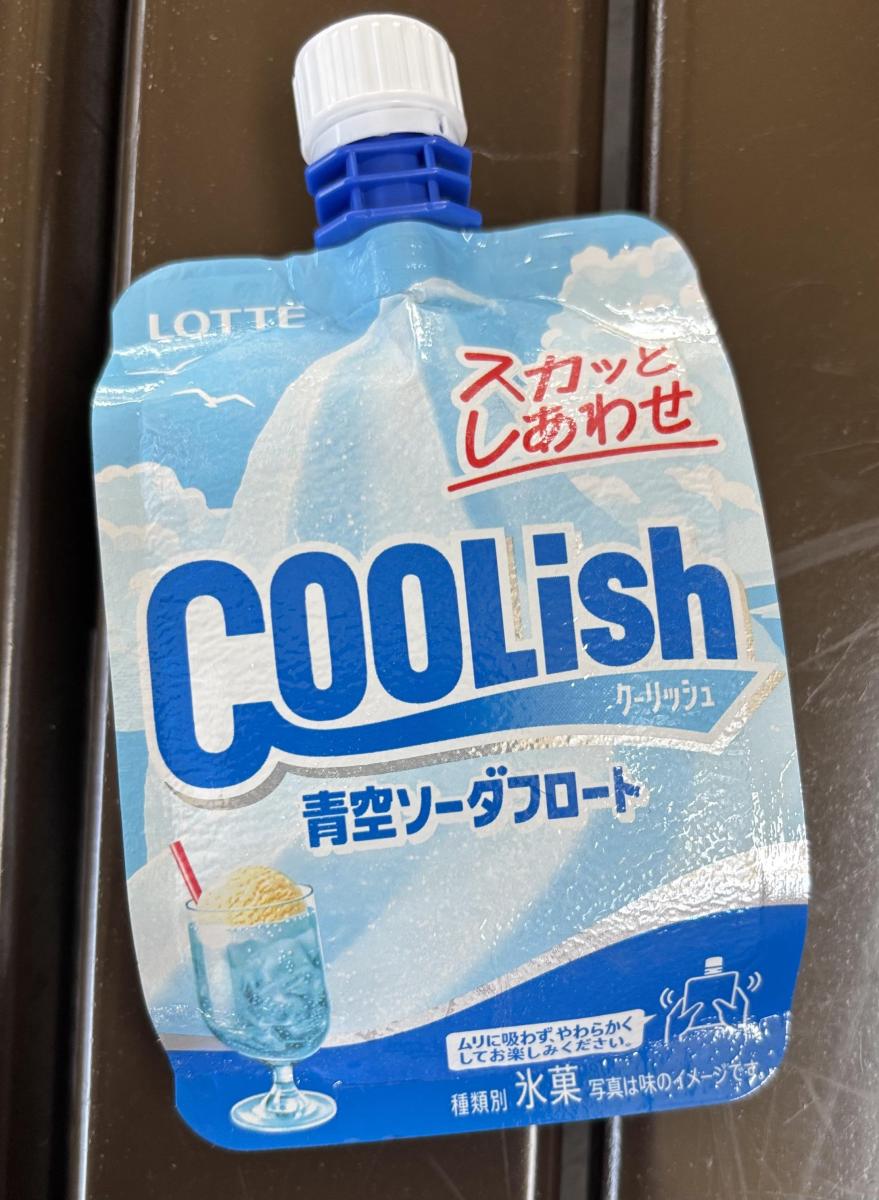 LOTTE
スカッと
しあわせ
COOLish
クーリッシュ
青空ソーダフロート
ムリに吸わず、やわらかく
してお楽しみください。
種類別 氷菓 写真は味のイメージです。